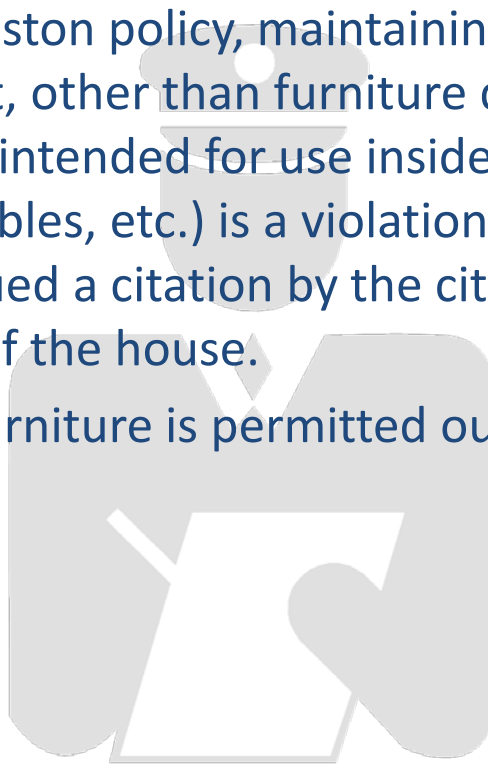 ston policy, maintaining
, other than furniture
intended for use inside
bles, etc.) is a violation
ued a citation by the cit
f the house.
rniture is permitted ou